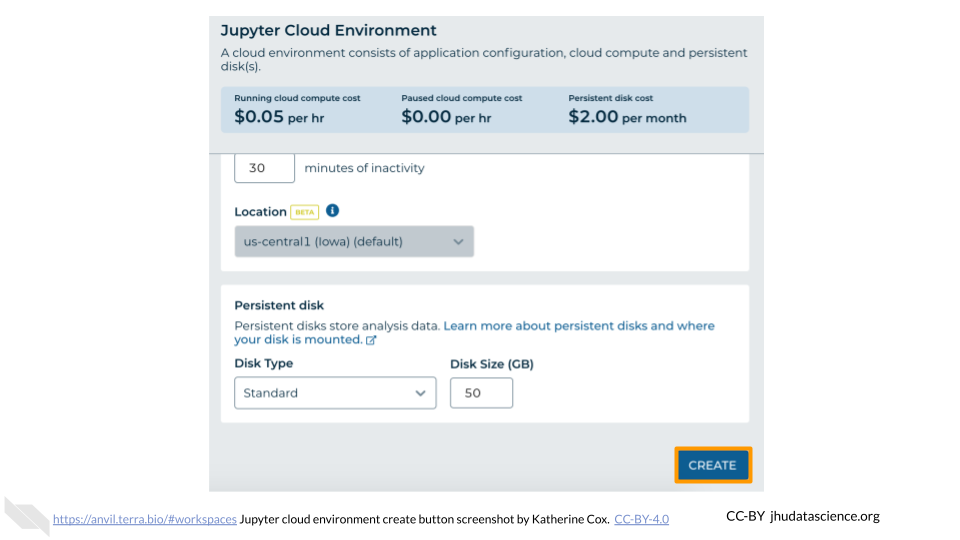 Jupyter Cloud Environment
A cloud environment consists of application configuration, cloud compute and persistent
disk(s).
Running cloud compute cost
$0.05 per hr
Paused cloud compute cost
$0.00 per hr
Persistent disk cost
$2.00 per month
30 minutes of inactivity
Location BETA
us-central1 (Iowa) (default)
Persistent disk
Persistent disks store analysis data. Learn more about persistent disks and where
your disk is mounted.
Disk Type
Standard
Disk Size (GB)
50
CREATE
https://anvil.terra.bio/#workspaces Jupyter cloud environment create button screenshot by Katherine Cox. CC-BY-4.0
CC-BY jhudatascience.org